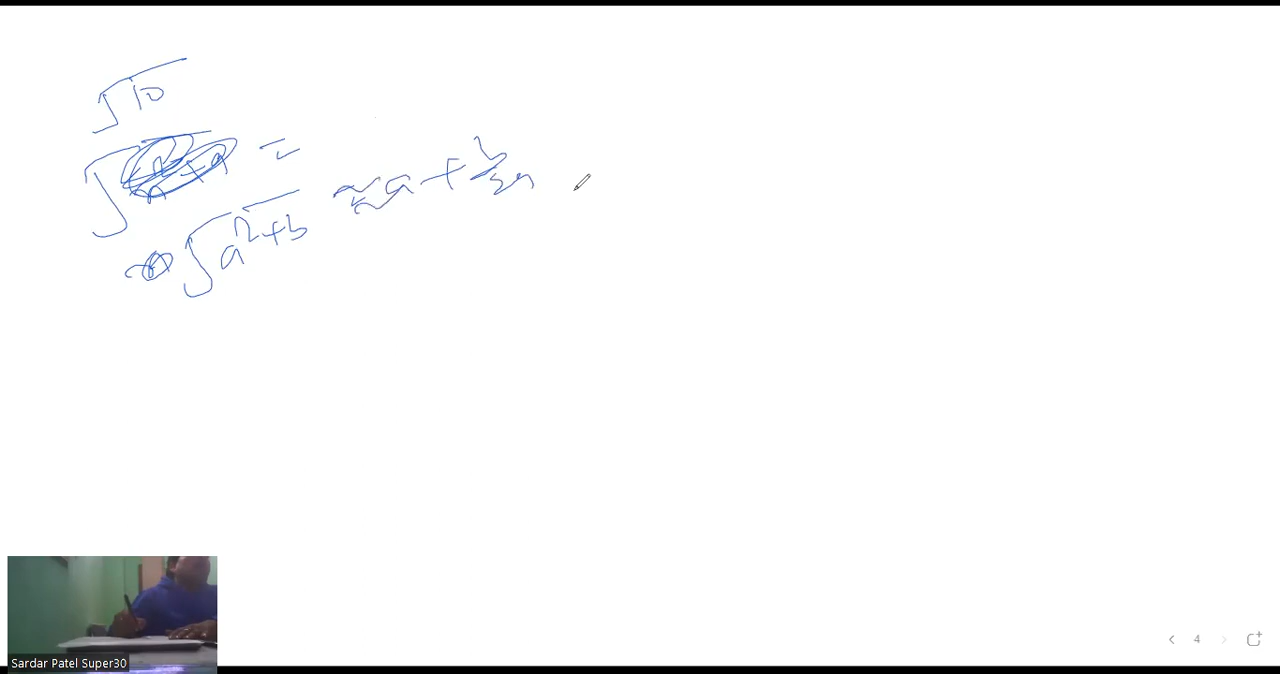 √10
=
√a²+b ≈ a + b/2a
4
Sardar Patel Super30